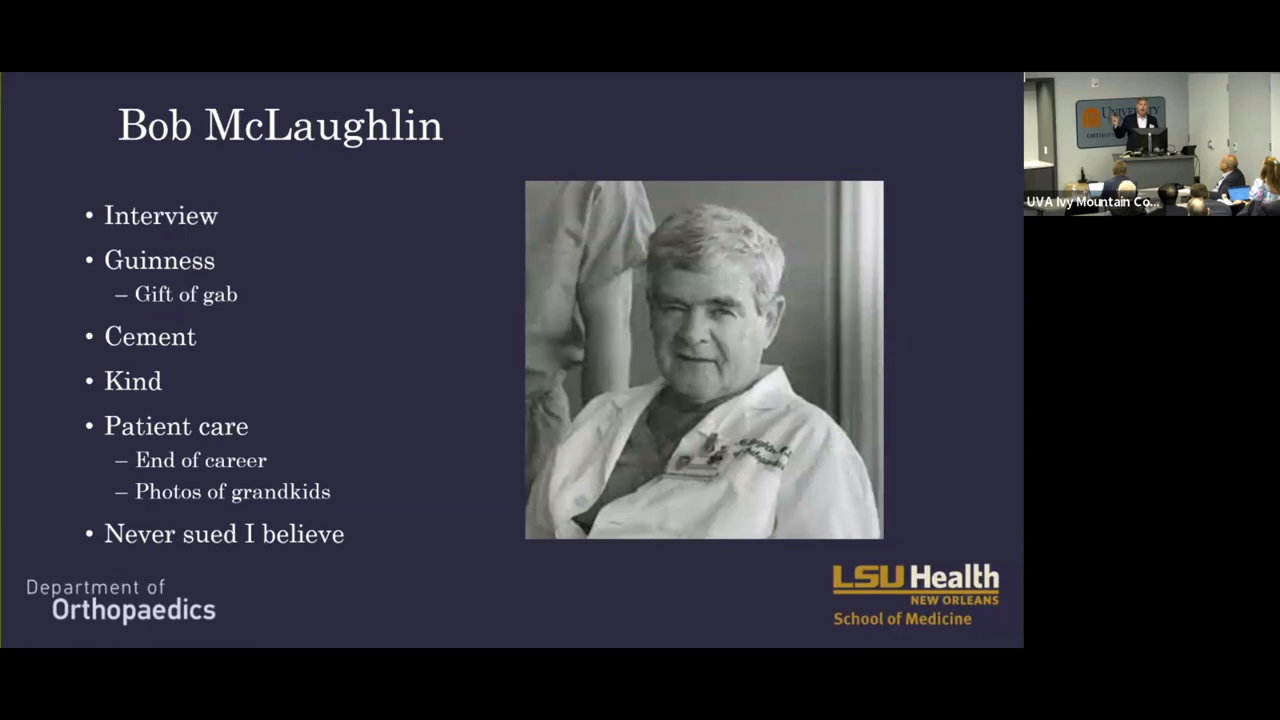 Bob McLaughlin
• Interview
• Guinness
– Gift of gab
• Cement
• Kind
• Patient care
– End of career
– Photos of grandkids
• Never sued I believe
Department of
Orthopaedics
LSU Health
NEW ORLEANS
School of Medicine
UNIVERSITY
UVA Ivy Mountain Co...